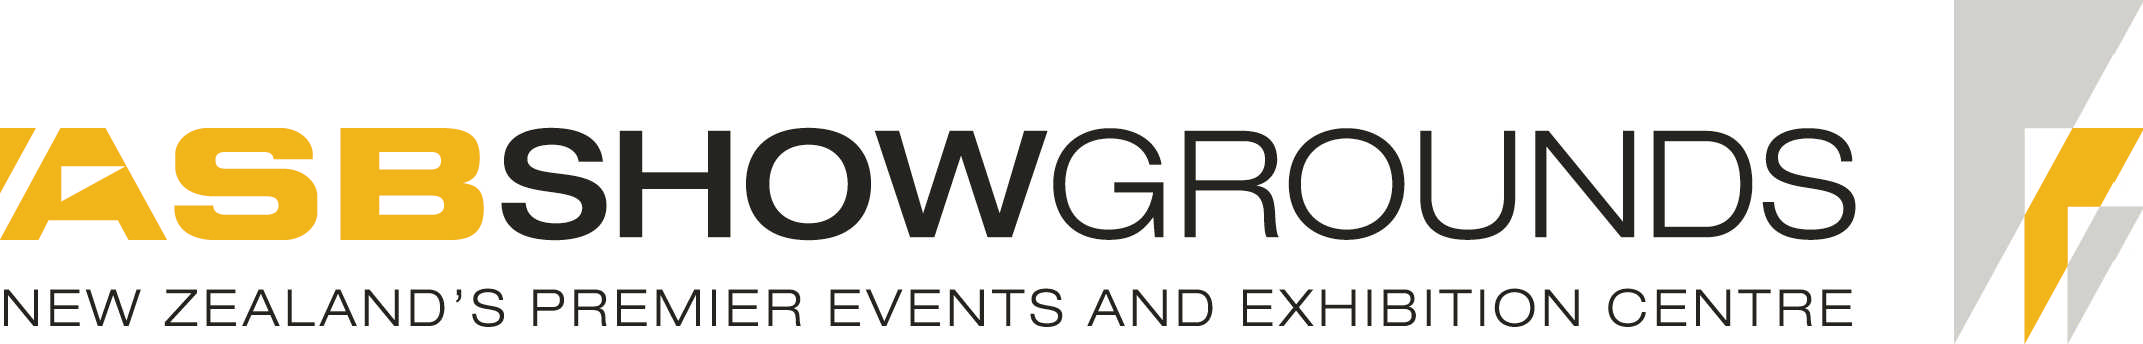 ASBSHOWGROUNDS
NEW ZEALAND’S PREMIER EVENTS AND EXHIBITION CENTRE